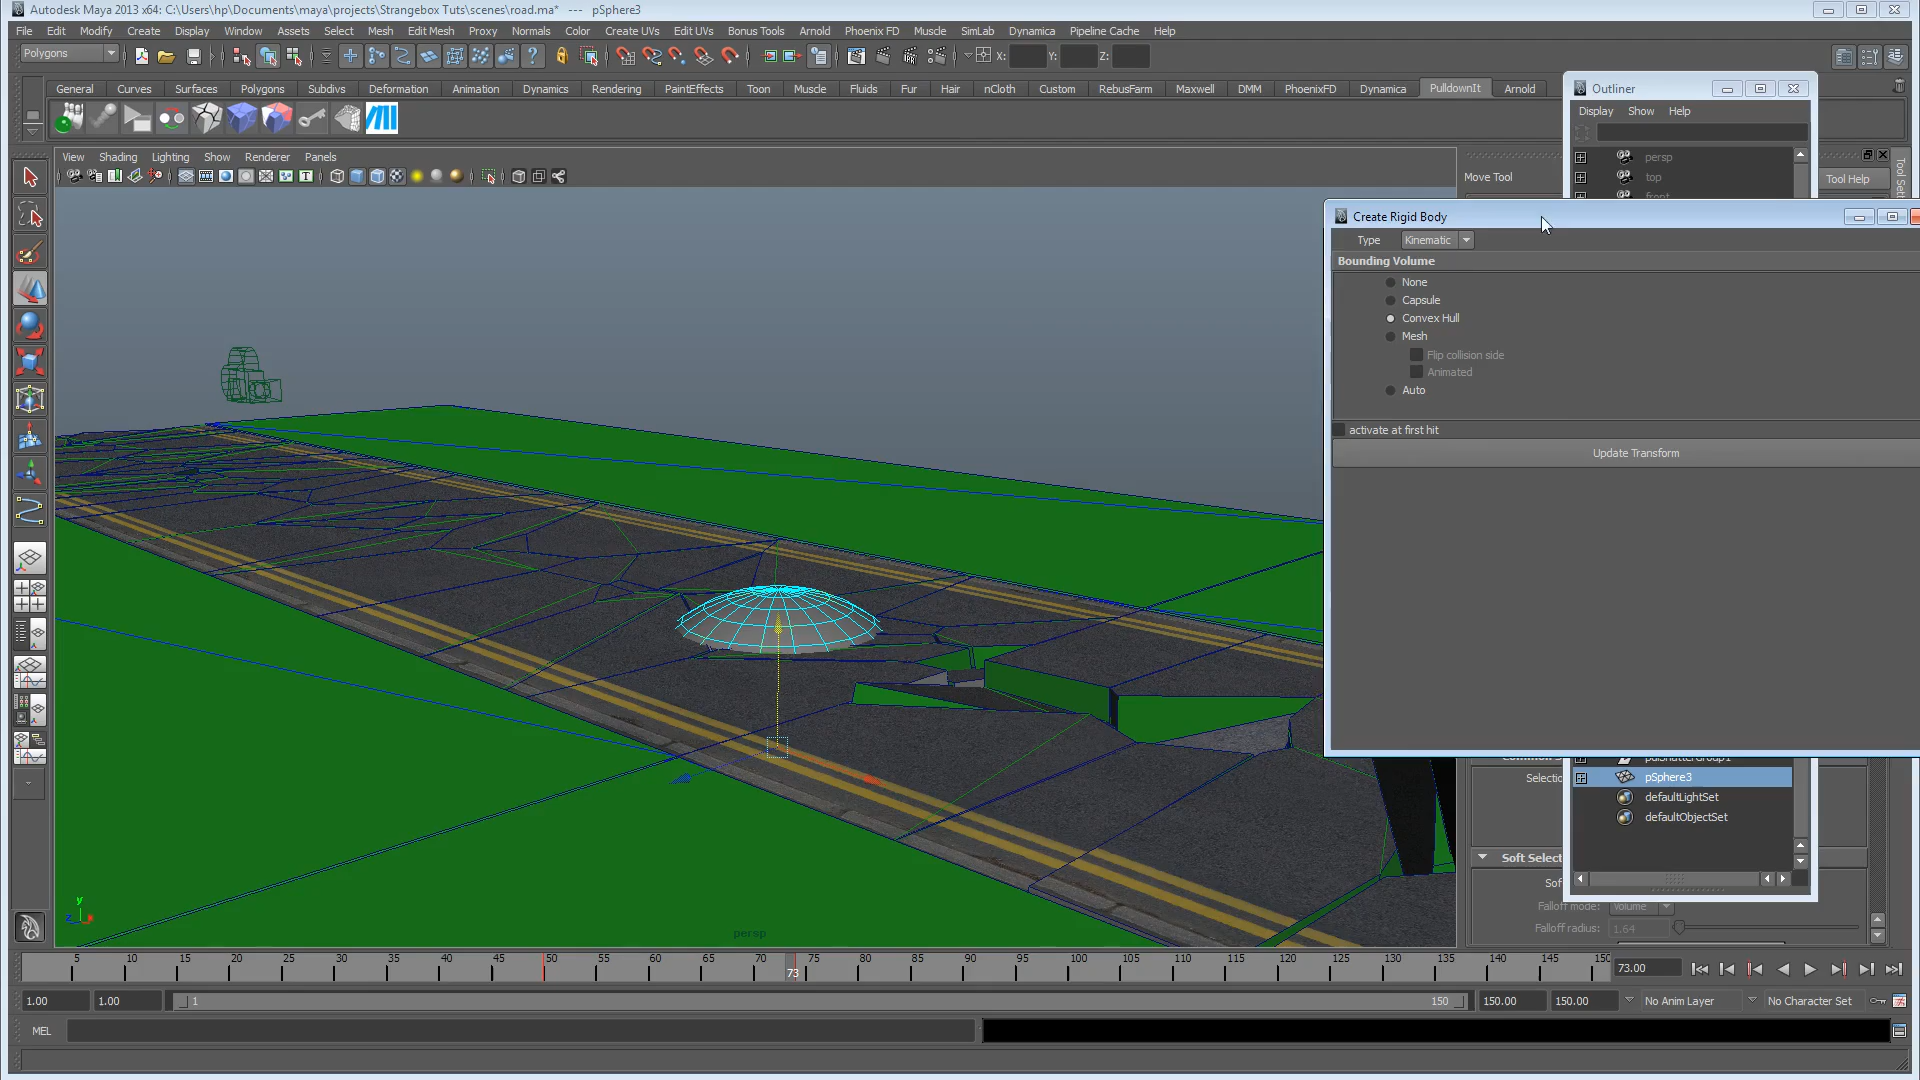 Autodesk Maya 2013 x64: C:\Users\hp\Documents\maya\projects\Strangebox Tuts\scenes\road.ma*   ---   pSphere3
File Edit Modify Create Display Window Assets Select Mesh Edit Mesh Proxy Normals Color Create UVs Edit UVs Bonus Tools Arnold Phoenix FD Muscle SimLab Dynamica Pipeline Cache Help
Polygons X: Y: Z:
General Curves Surfaces Polygons Subdivs Deformation Animation Dynamics Rendering PaintEffects Toon Muscle Fluids Fur Hair nCloth Custom RebusFarm Maxwell DMM PhoenixFD Dynamica PulldownIt Arnold
Outliner
Display Show Help
View Shading Lighting Show Renderer Panels
persp
top
front
Move Tool
Tool Help
Create Rigid Body
Type Kinematic
Bounding Volume
None
Capsule
Convex Hull
Mesh
Flip collision side
Animated
Auto
activate at first hit
Update Transform
pSphere3
defaultLightSet
defaultObjectSet
Soft Select
Falloff mode: Volume
Falloff radius: 1.64
y
z
persp
5 10 15 20 25 30 35 40 45 50 55 60 65 70 73 75 80 85 90 95 100 105 110 115 120 125 130 135 140 145 150
73.00
1.00 1.00 1 150 150.00 150.00 No Anim Layer No Character Set
MEL